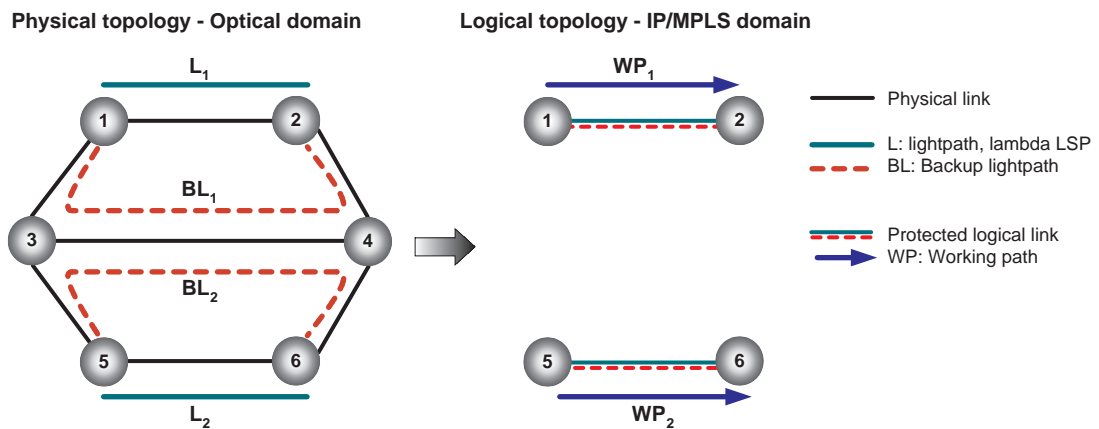 Physical topology - Optical domain
Logical topology - IP/MPLS domain
L1
WP1
1
2
1
2
Physical link
L: lightpath, lambda LSP
BL: Backup lightpath
BL1
3
4
Protected logical link
WP: Working path
BL2
5
6
5
6
L2
WP2